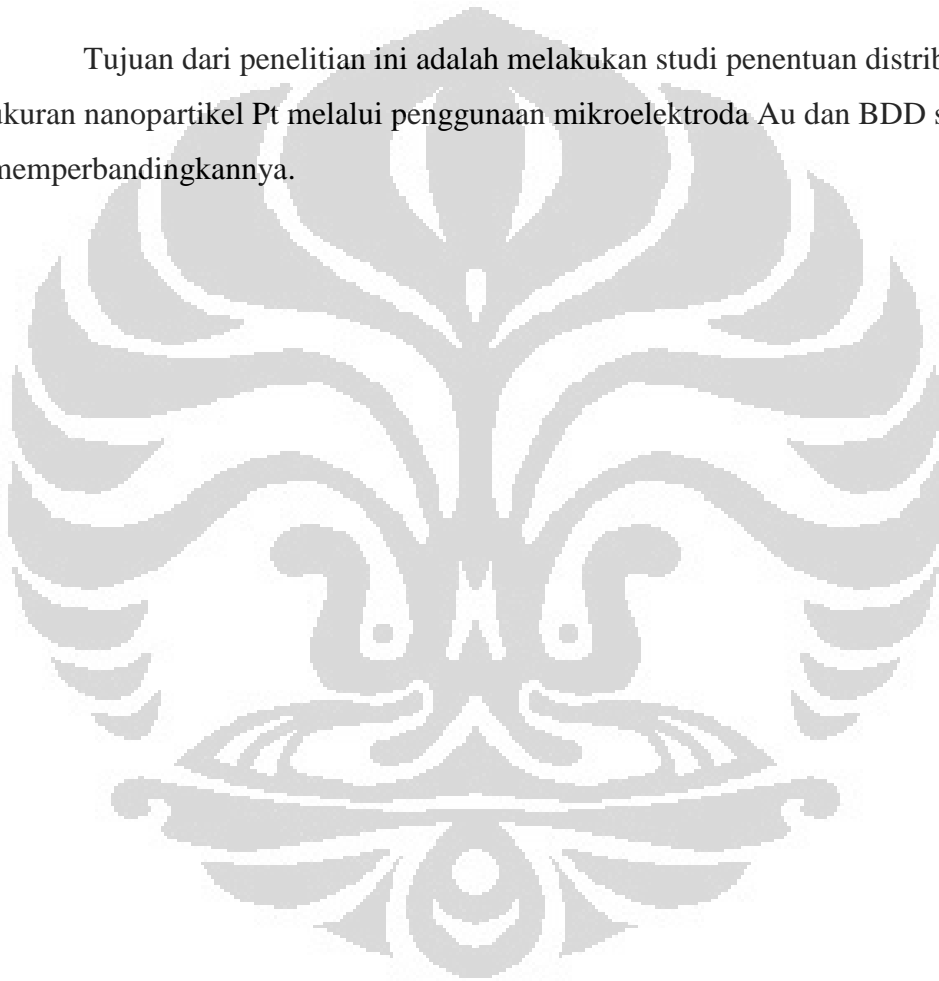 Tujuan dari penelitian ini adalah melakukan studi penentuan distrib
ukuran nanopartikel Pt melalui penggunaan mikroelektroda Au dan BDD s
memperbandingkannya.